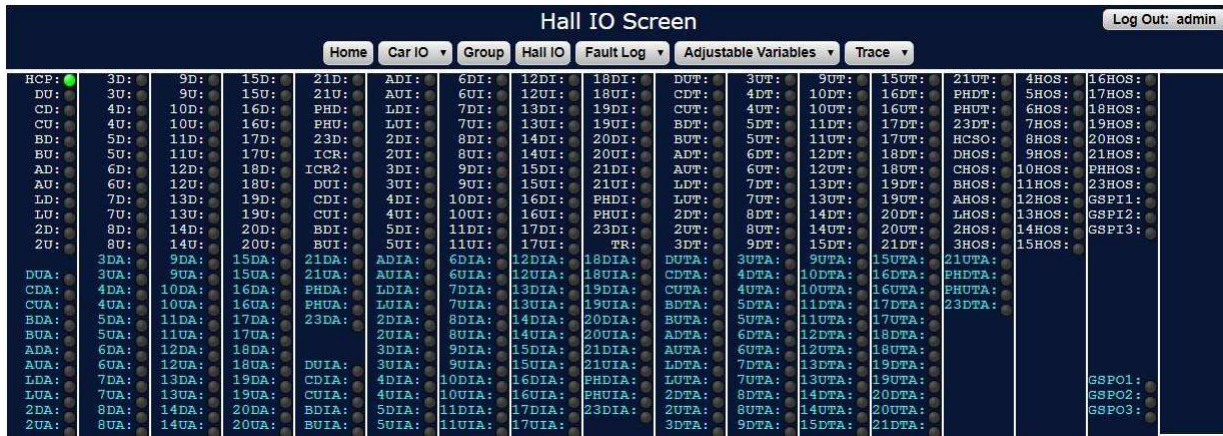 Hall IO Screen
Log Out: admin
Home Car IO Group Hall IO Fault Log Adjustable Variables Trace
HCP: 3D: 9D: 15D: 21D: ADI: 6DI: 12DI: 18DI: DUT: 3UT: 9UT: 15UT: 21UT: 4HOS: 16HOS:
DU: 3U: 9U: 15U: 21U: AUI: 6UI: 12UI: 18UI: CDT: 4DT: 10DT: 16DT: PHDT: 5HOS: 17HOS:
CD: 4D: 10D: 16D: PHD: LDI: 7DI: 13DI: 19DI: CUT: 4UT: 10UT: 16UT: PHUT: 6HOS: 18HOS:
CU: 4U: 10U: 16U: PHU: LUI: 7UI: 13UI: 19UI: BDT: 5DT: 11DT: 17DT: 23DT: 7HOS: 19HOS:
BD: 5D: 11D: 17D: 23D: 2DI: 8DI: 14DI: 20DI: BUT: 5UT: 11UT: 17UT: HCSO: 8HOS: 20HOS:
BU: 5U: 11U: 17U: ICR: 2UI: 8UI: 14UI: 20UI: ADT: 6DT: 12DT: 18DT: DHOS: 9HOS: 21HOS:
AD: 6D: 12D: 18D: ICR2: 3DI: 9DI: 15DI: 21DI: AUT: 6UT: 12UT: 18UT: CHOS: 10HOS: PHHOS:
AU: 6U: 12U: 18U: DUI: 3UI: 9UI: 15UI: 21UI: LDT: 7DT: 13DT: 19DT: BHOS: 11HOS: 23HOS:
LD: 7D: 13D: 19D: CDI: 4DI: 10DI: 16DI: PHDI: LUT: 7UT: 13UT: 19UT: AHOS: 12HOS: GSPI1:
LU: 7U: 13U: 19U: CUI: 4UI: 10UI: 16UI: PHUI: 2DT: 8DT: 14DT: 20DT: LHOS: 13HOS: GSPI2:
2D: 8D: 14D: 20D: BDI: 5DI: 11DI: 17DI: 23DI: 2UT: 8UT: 14UT: 20UT: 2HOS: 14HOS: GSPI3:
2U: 8U: 14U: 20U: BUI: 5UI: 11UI: 17UI: TR: 3DT: 9DT: 15DT: 21DT: 3HOS: 15HOS:
3DA: 9DA: 15DA: 21DA: ADIA: 6DIA: 12DIA: 18DIA: DUTA: 3UTA: 9UTA: 15UTA: 21UTA:
DUA: 3UA: 9UA: 15UA: 21UA: AUIA: 6UIA: 12UIA: 18UIA: CDTA: 4DTA: 10DTA: 16DTA: PHDTA:
CDA: 4DA: 10DA: 16DA: PHDA: LDIA: 7DIA: 13DIA: 19DIA: CUTA: 4UTA: 10UTA: 16UTA: PHUTA:
CUA: 4UA: 10UA: 16UA: PHUA: LUIA: 7UIA: 13UIA: 19UIA: BDTA: 5DTA: 11DTA: 17DTA: 23DTA:
BDA: 5DA: 11DA: 17DA: 23DA: 2DIA: 8DIA: 14DIA: 20DIA: BUTA: 5UTA: 11UTA: 17UTA:
BUA: 5UA: 11UA: 17UA: 2UIA: 8UIA: 14UIA: 20UIA: ADTA: 6DTA: 12DTA: 18DTA:
ADA: 6DA: 12DA: 18DA: 3DIA: 9DIA: 15DIA: 21DIA: AUTA: 6UTA: 12UTA: 18UTA:
AUA: 6UA: 12UA: 18UA: DUIA: 3UIA: 9UIA: 15UIA: 21UIA: LDTA: 7DTA: 13DTA: 19DTA:
LDA: 7DA: 13DA: 19DA: CDIA: 4DIA: 10DIA: 16DIA: PHDIA: LUTA: 7UTA: 13UTA: 19UTA: GSPO1:
LUA: 7UA: 13UA: 19UA: CUIA: 4UIA: 10UIA: 16UIA: PHUIA: 2DTA: 8DTA: 14DTA: 20DTA: GSPO2:
2DA: 8DA: 14DA: 20DA: BDIA: 5DIA: 11DIA: 17DIA: 23DIA: 2UTA: 8UTA: 14UTA: 20UTA: GSPO3:
2UA: 8UA: 14UA: 20UA: BUIA: 5UIA: 11UIA: 17UIA: 3DTA: 9DTA: 15DTA: 21DTA: